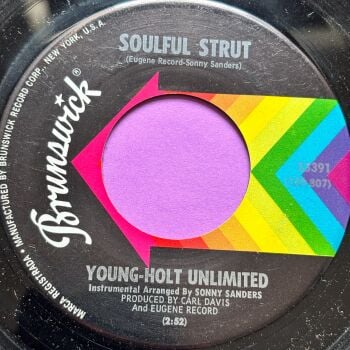 SOULFUL STRUT
(Eugene Record-Sonny Sanders)
Brunswick
MARCA REGISTRADA • MANUFACTURED BY BRUNSWICK RECORD CORP., NEW YORK, U.S.A.
55391
YOUNG-HOLT UNLIMITED
Instrumental Arranged By SONNY SANDERS
PRODUCED BY CARL DAVIS
And EUGENE RECORD
(2:52)